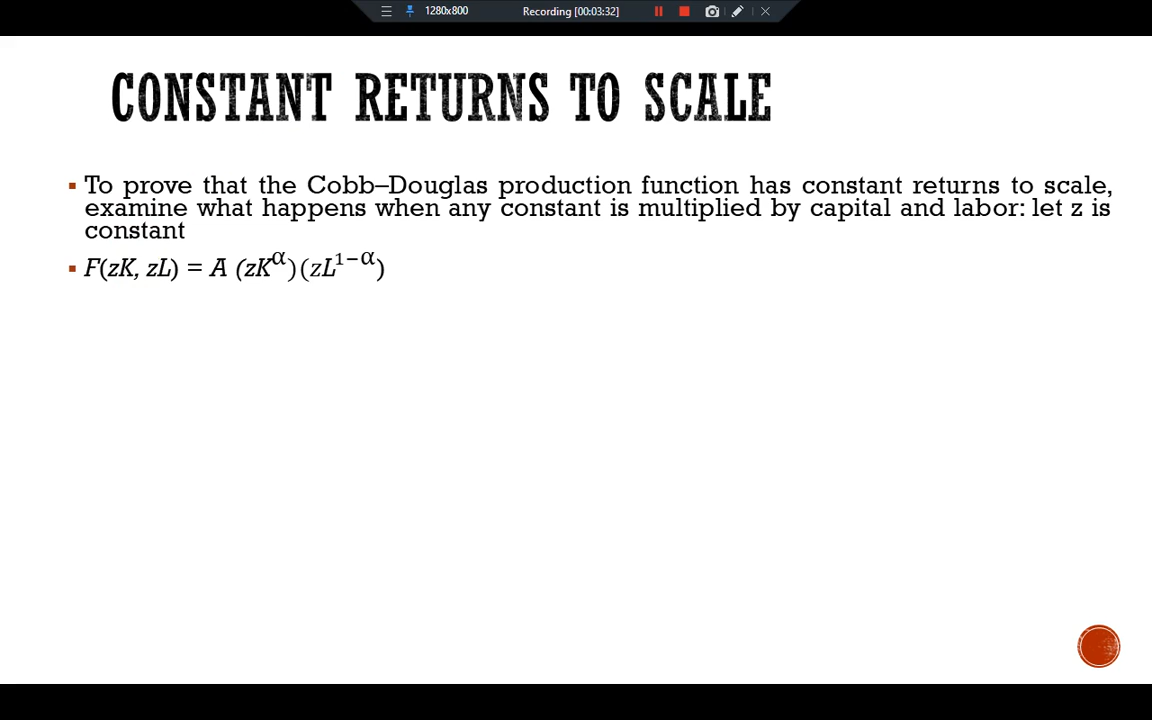 1280x800
Recording [00:03:32]
CONSTANT RETURNS TO SCALE
▪ To prove that the Cobb–Douglas production function has constant returns to scale,
examine what happens when any constant is multiplied by capital and labor: let z is
constant
▪ F(zK, zL) = A (zK^α)(zL^{1−α})